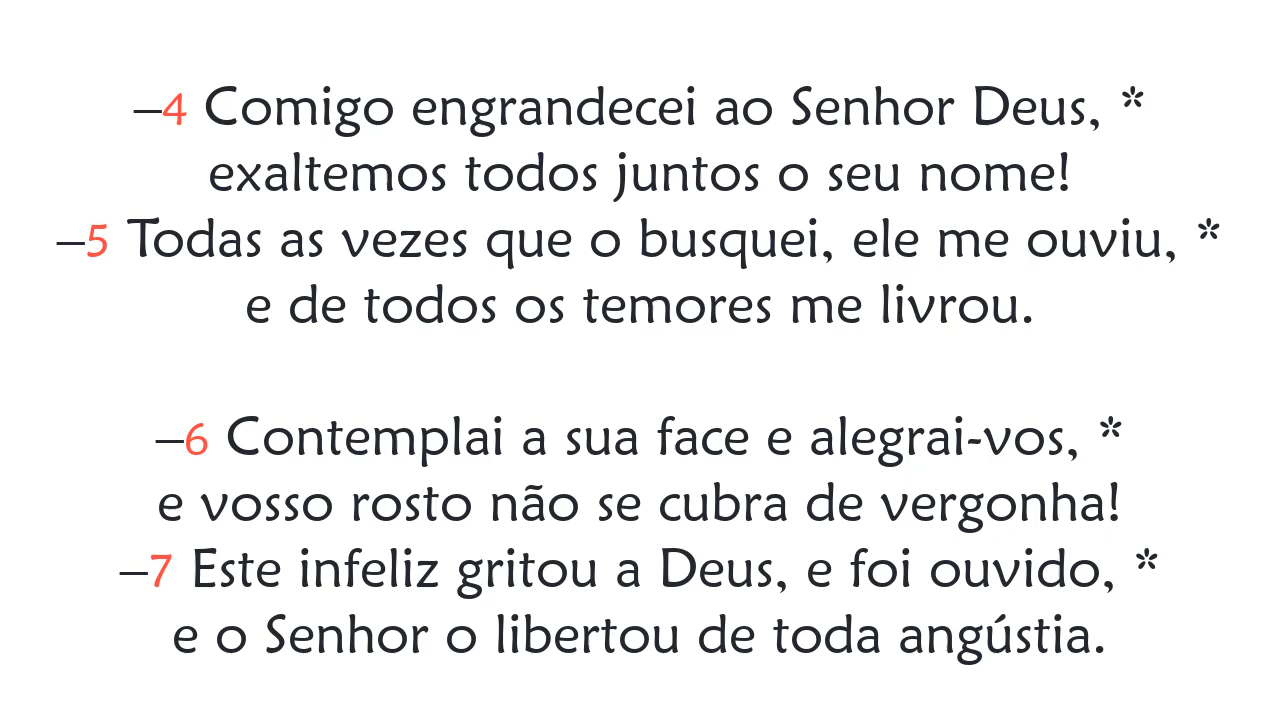 –4 Comigo engrandecei ao Senhor Deus, *
exaltemos todos juntos o seu nome!
–5 Todas as vezes que o busquei, ele me ouviu, *
e de todos os temores me livrou.
–6 Contemplai a sua face e alegrai-vos, *
e vosso rosto não se cubra de vergonha!
–7 Este infeliz gritou a Deus, e foi ouvido, *
e o Senhor o libertou de toda angústia.